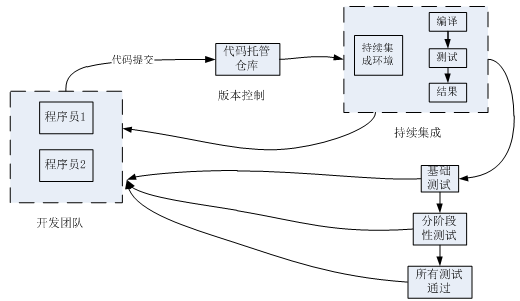 代码提交
代码托管
仓库
版本控制
持续集
成环境
编译
测试
结果
持续集成
程序员1
程序员2
开发团队
基础
测试
分阶段
性测试
所有测试
通过